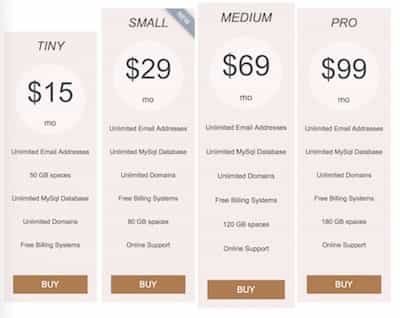 TINY
$15
mo
Unlimited Email Addresses
50 GB spaces
Unlimited MySql Database
Unlimited Domains
Free Billing Systems
BUY
SMALL
NEW
$29
mo
Unlimited Email Addresses
Unlimited MySql Database
Unlimited Domains
Free Billing Systems
80 GB spaces
Online Support
BUY
MEDIUM
$69
mo
Unlimited Email Addresses
Unlimited MySql Database
Unlimited Domains
Free Billing Systems
120 GB spaces
Online Support
BUY
PRO
$99
mo
Unlimited Email Addresses
Unlimited MySql Database
Unlimited Domains
Free Billing Systems
180 GB spaces
Online Support
BUY